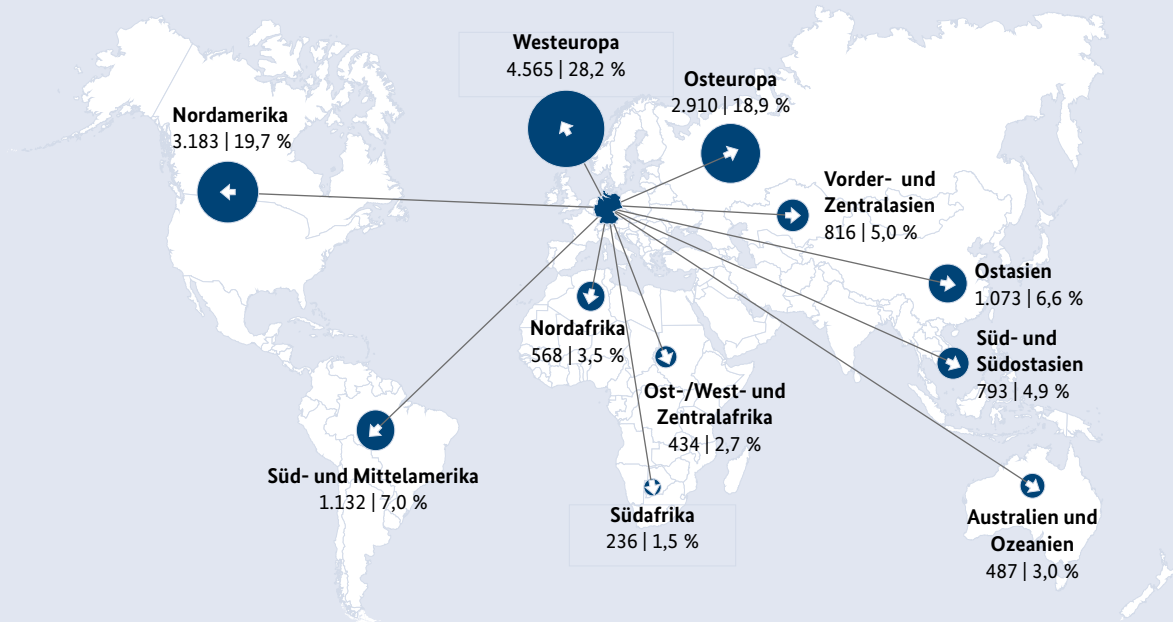 Westeuropa
4.565 | 28,2 %
Osteuropa
2.910 | 18,9 %
Nordamerika
3.183 | 19,7 %
Vorder- und
Zentralasien
816 | 5,0 %
Ostasien
1.073 | 6,6 %
Nordafrika
568 | 3,5 %
Süd- und
Südostasien
793 | 4,9 %
Ost-/West- und
Zentralafrika
434 | 2,7 %
Süd- und Mittelamerika
1.132 | 7,0 %
Südafrika
236 | 1,5 %
Australien und
Ozeanien
487 | 3,0 %